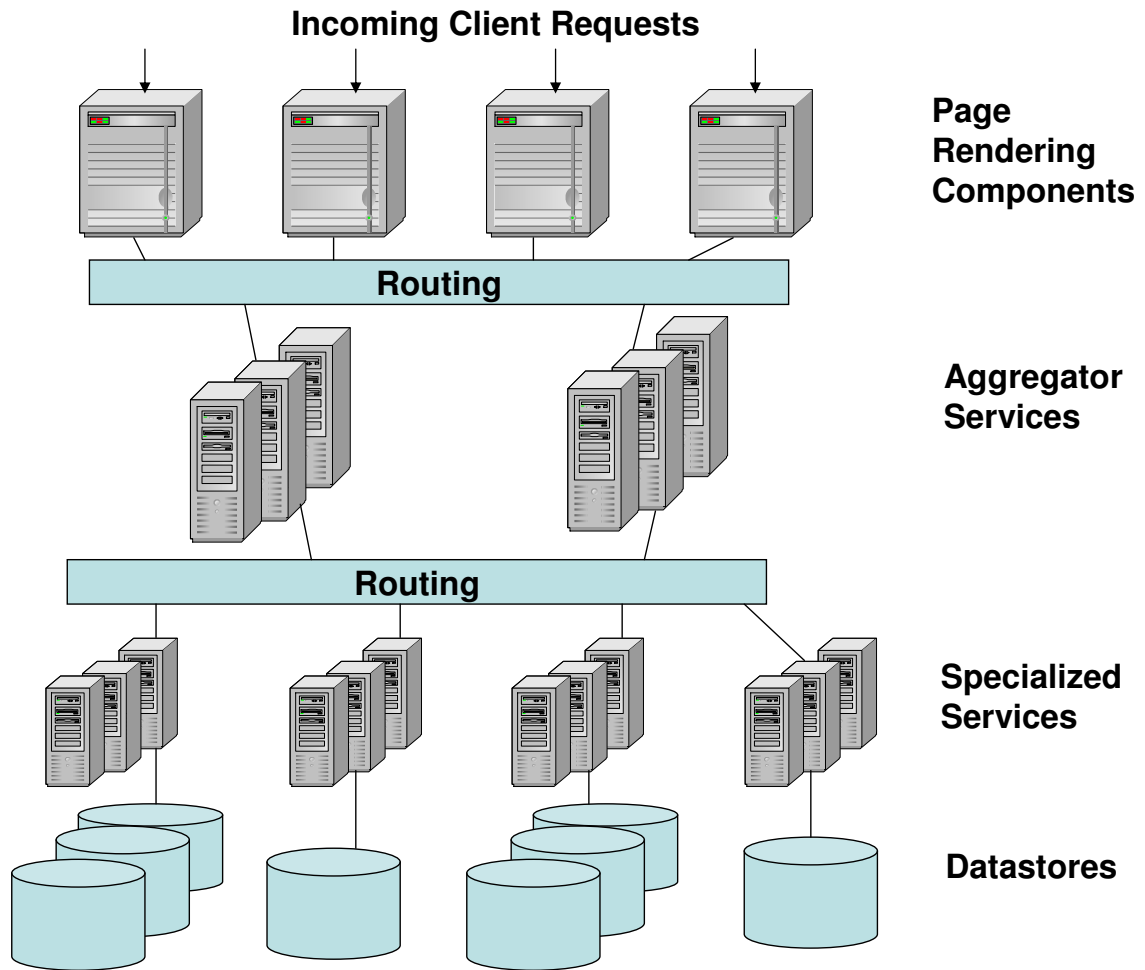 Incoming Client Requests
Page
Rendering
Components
Routing
Aggregator
Services
Routing
Specialized
Services
Datastores